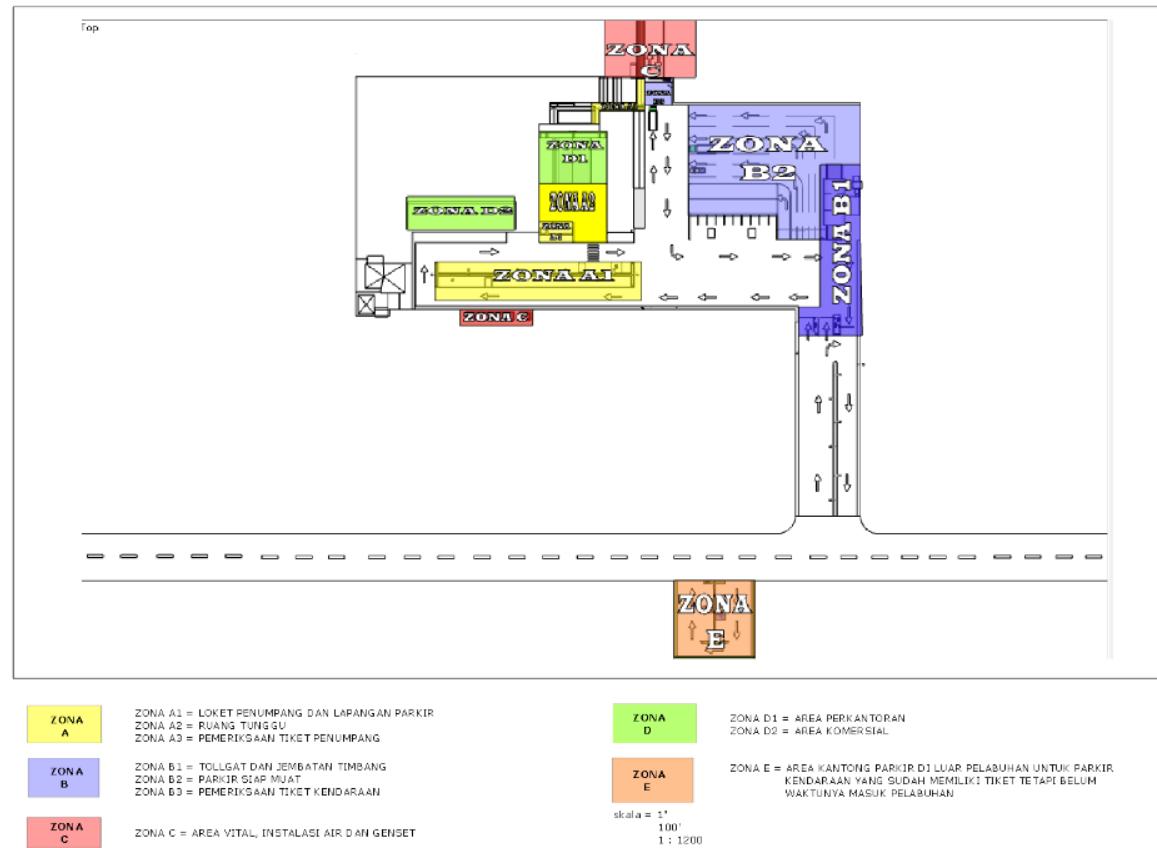 Top
ZONA
C
ZONA
B3
ZONA
D1
ZONA
B2
ZONA A2
ZONA D2
ZONA B1
ZONA A1
ZONA C
ZONA
E
ZONA
A
ZONA A1 = LOKET PENUMPANG DAN LAPANGAN PARKIR
ZONA A2 = RUANG TUNGGU
ZONA A3 = PEMERIKSAAN TIKET PENUMPANG
ZONA
B
ZONA B1 = TOLLGAT DAN JEMBATAN TIMBANG
ZONA B2 = PARKIR SIAP MUAT
ZONA B3 = PEMERIKSAAN TIKET KENDARAAN
ZONA
C
ZONA C = AREA VITAL, INSTALASI AIR DAN GENSET
ZONA
D
ZONA D1 = AREA PERKANTORAN
ZONA D2 = AREA KOMERSIAL
ZONA
E
ZONA E = AREA KANTONG PARKIR DI LUAR PELABUHAN UNTUK PARKIR
KENDARAAN YANG SUDAH MEMILIKI TIKET TETAPI BELUM
WAKTUNYA MASUK PELABUHAN
skala = 1"
100'
1 : 1200